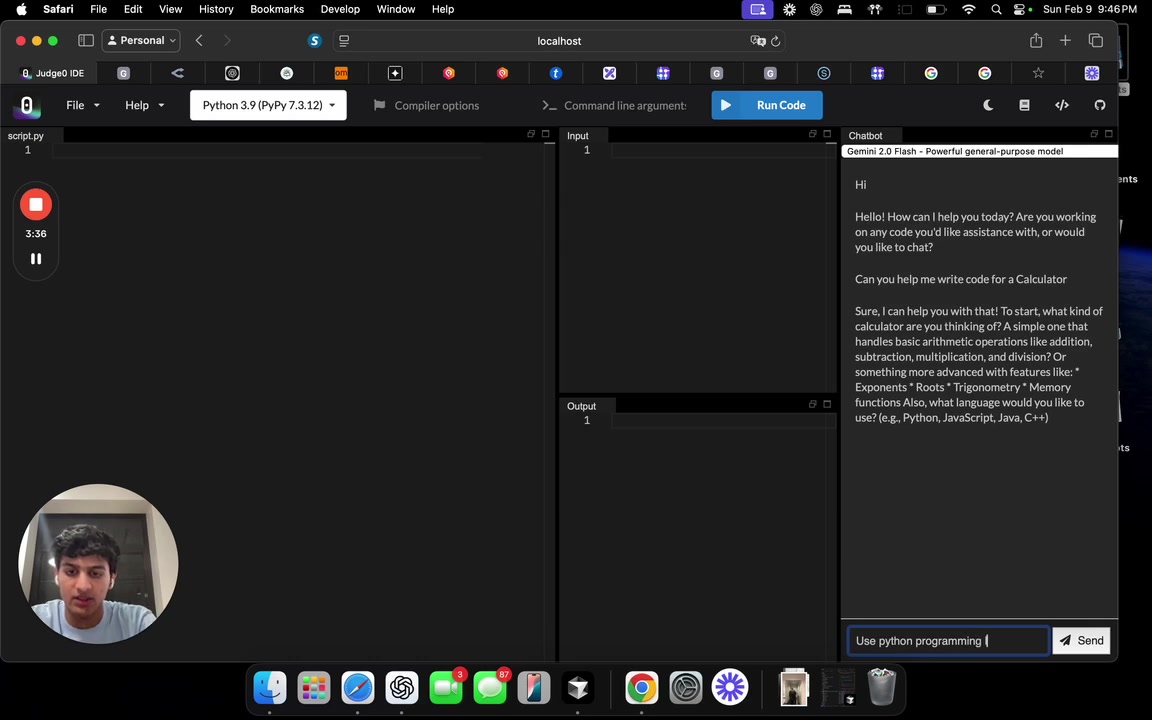 Safari File Edit View History Bookmarks Develop Window Help Sun Feb 9 9:46 PM
Personal localhost
Judge0 IDE
File Help Python 3.9 (PyPy 7.3.12) Compiler options Command line arguments Run Code
script.py
1
3:36
Input
1
Output
1
Chatbot
Gemini 2.0 Flash - Powerful general-purpose model
Hi
Hello! How can I help you today? Are you working
on any code you'd like assistance with, or would
you like to chat?
Can you help me write code for a Calculator
Sure, I can help you with that! To start, what kind of
calculator are you thinking of? A simple one that
handles basic arithmetic operations like addition,
subtraction, multiplication, and division? Or
something more advanced with features like: *
Exponents * Roots * Trigonometry * Memory
functions Also, what language would you like to
use? (e.g., Python, JavaScript, Java, C++)
Use python programming l
Send
3
87